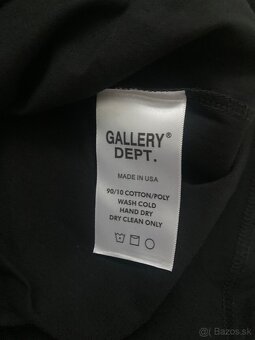 GALLERY®
DEPT.
MADE IN USA
90/10 COTTON/POLY
WASH COLD
HAND DRY
DRY CLEAN ONLY
Bazos.sk